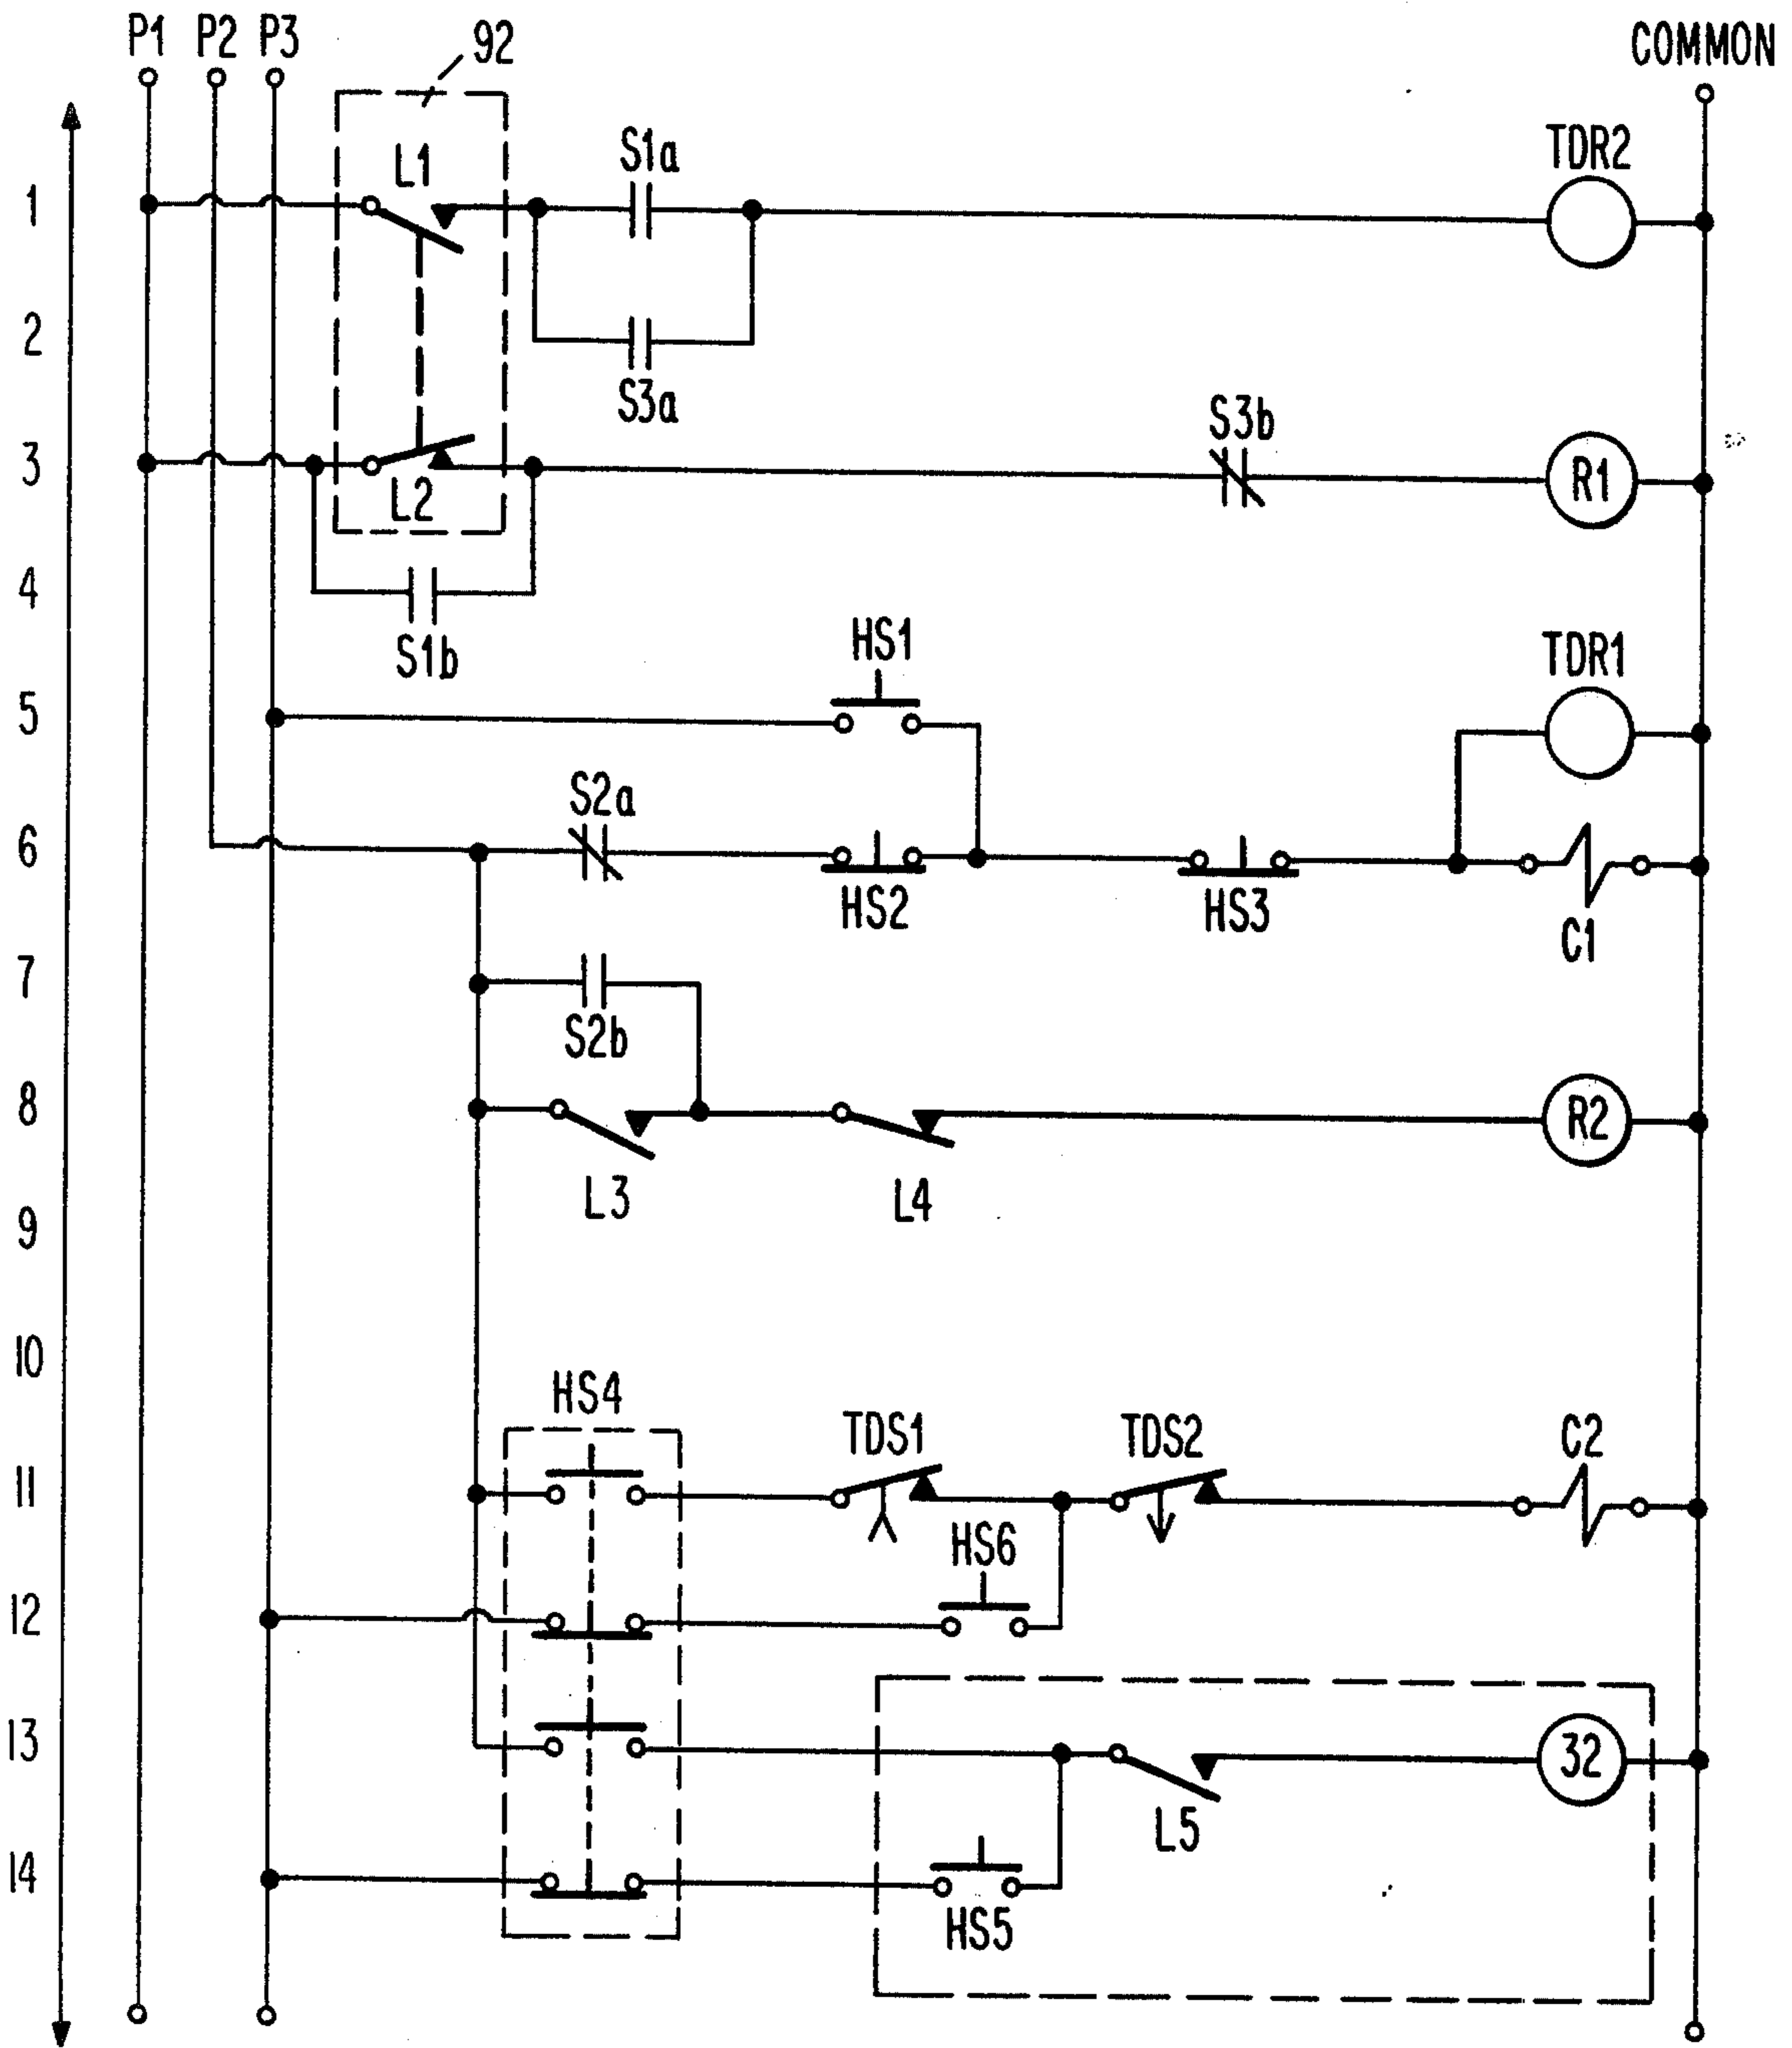 P1 P2 P3 92 COMMON
L1 S1a TDR2
1
2
S3a
S3b
3 R1
L2
4
S1b HS1 TDR1
5
S2a
6
HS2 HS3 C1
7
S2b
8 R2
L3 L4
9
10
HS4 TDS1 TDS2 C2
11
HS6
12
13 32
L5
14
HS5